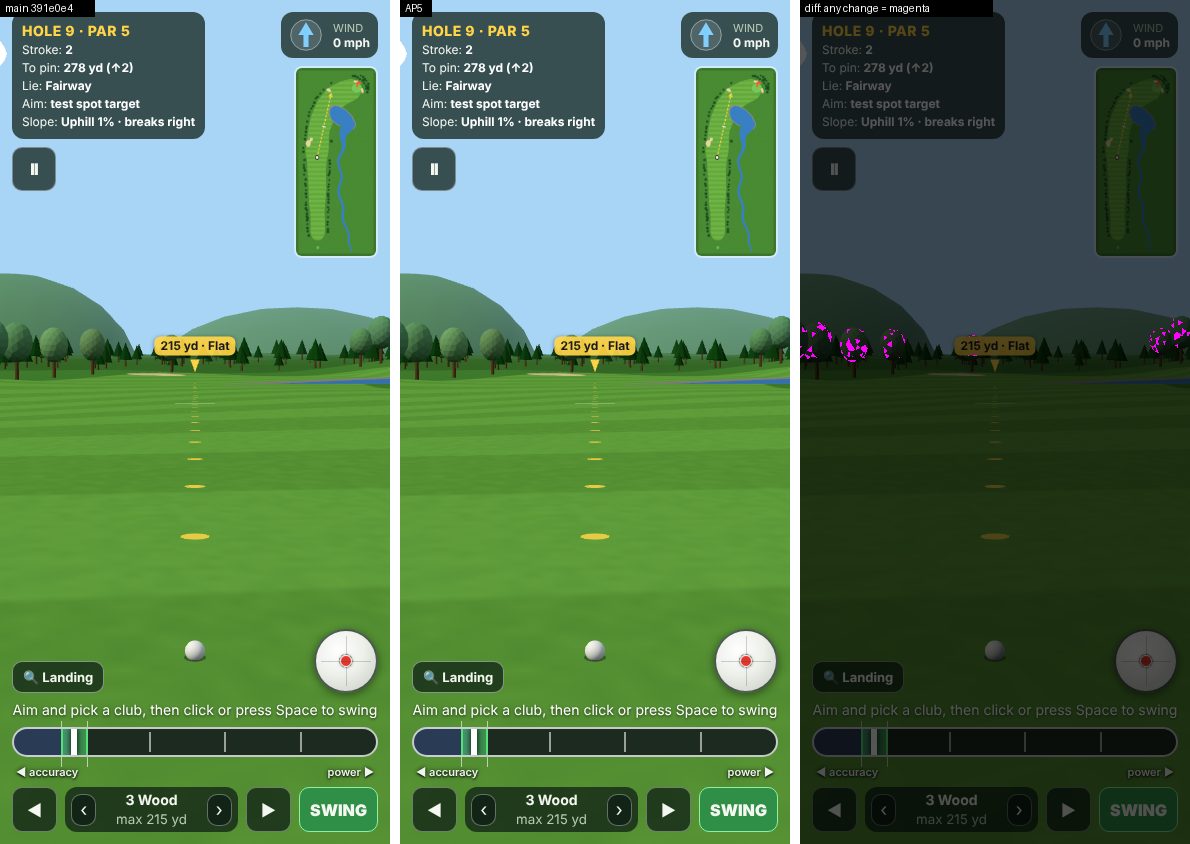 main 391e0e4
HOLE 9 · PAR 5
Stroke: 2
To pin: 278 yd (↑2)
Lie: Fairway
Aim: test spot target
Slope: Uphill 1% · breaks right
WIND
0 mph
215 yd · Flat
🔍 Landing
Aim and pick a club, then click or press Space to swing
◀ accuracy
power ▶
◀
‹
3 Wood
max 215 yd
›
▶
SWING
AP5
HOLE 9 · PAR 5
Stroke: 2
To pin: 278 yd (↑2)
Lie: Fairway
Aim: test spot target
Slope: Uphill 1% · breaks right
WIND
0 mph
215 yd · Flat
🔍 Landing
Aim and pick a club, then click or press Space to swing
◀ accuracy
power ▶
◀
‹
3 Wood
max 215 yd
›
▶
SWING
diff: any change = magenta
HOLE 9 · PAR 5
Stroke: 2
To pin: 278 yd (↑2)
Lie: Fairway
Aim: test spot target
Slope: Uphill 1% · breaks right
WIND
0 mph
215 yd · Flat
🔍 Landing
Aim and pick a club, then click or press Space to swing
◀ accuracy
power ▶
◀
‹
3 Wood
max 215 yd
›
▶
SWING